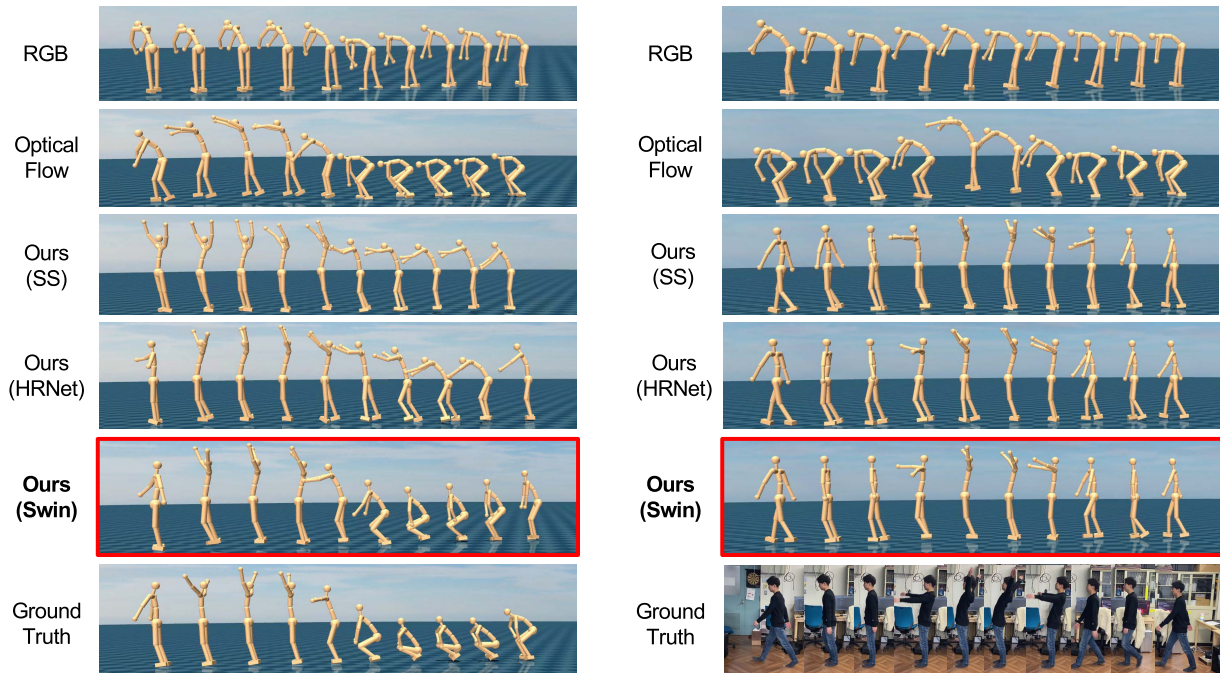 RGB
Optical
Flow
Ours
(SS)
Ours
(HRNet)
Ours
(Swin)
Ground
Truth
RGB
Optical
Flow
Ours
(SS)
Ours
(HRNet)
Ours
(Swin)
Ground
Truth